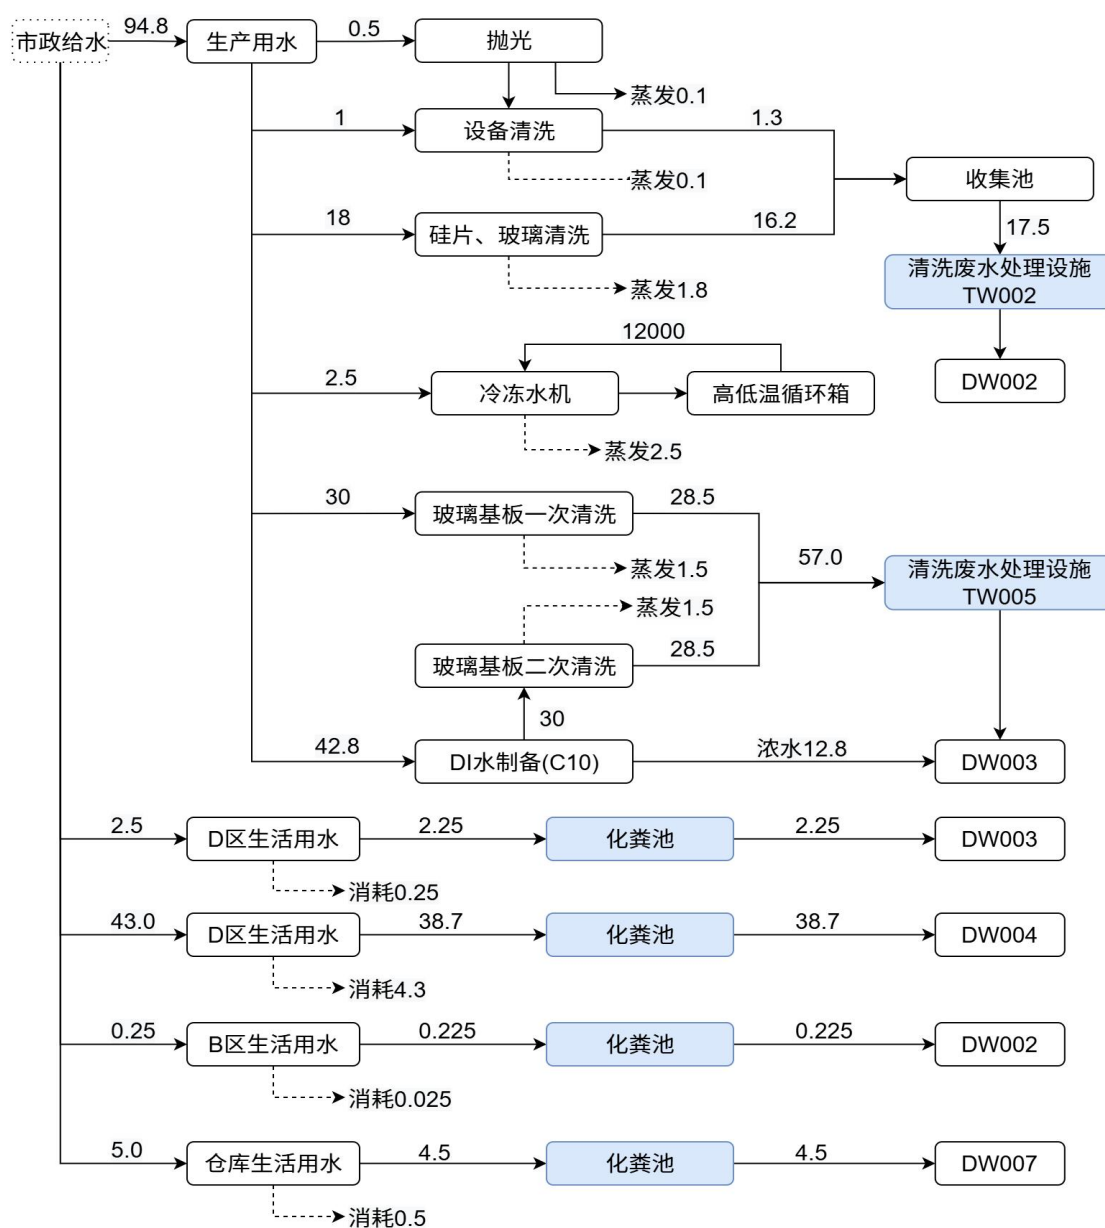 市政给水
94.8
生产用水
0.5
抛光
蒸发0.1
1
设备清洗
1.3
蒸发0.1
收集池
18
硅片、玻璃清洗
16.2
17.5
蒸发1.8
清洗废水处理设施
TW002
12000
2.5
冷冻水机
高低温循环箱
DW002
蒸发2.5
30
玻璃基板一次清洗
28.5
蒸发1.5
57.0
清洗废水处理设施
TW005
蒸发1.5
玻璃基板二次清洗
28.5
30
42.8
DI水制备(C10)
浓水12.8
DW003
2.5
D区生活用水
2.25
化粪池
2.25
DW003
消耗0.25
43.0
D区生活用水
38.7
化粪池
38.7
DW004
消耗4.3
0.25
B区生活用水
0.225
化粪池
0.225
DW002
消耗0.025
5.0
仓库生活用水
4.5
化粪池
4.5
DW007
消耗0.5